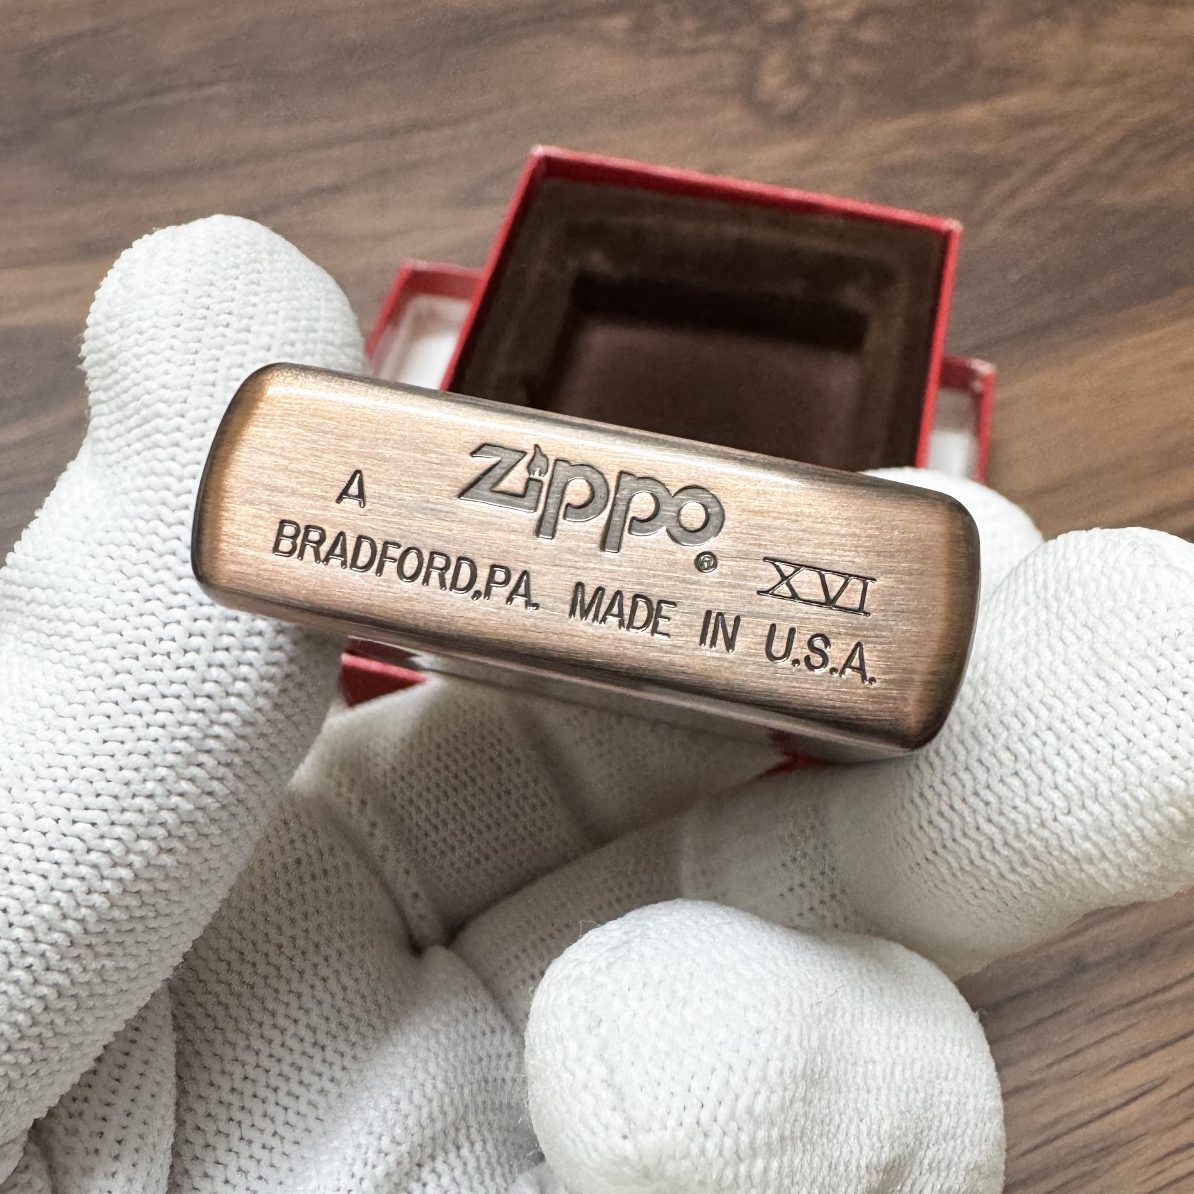 zippo ®
A XVI
BRADFORD,PA. MADE IN U.S.A.